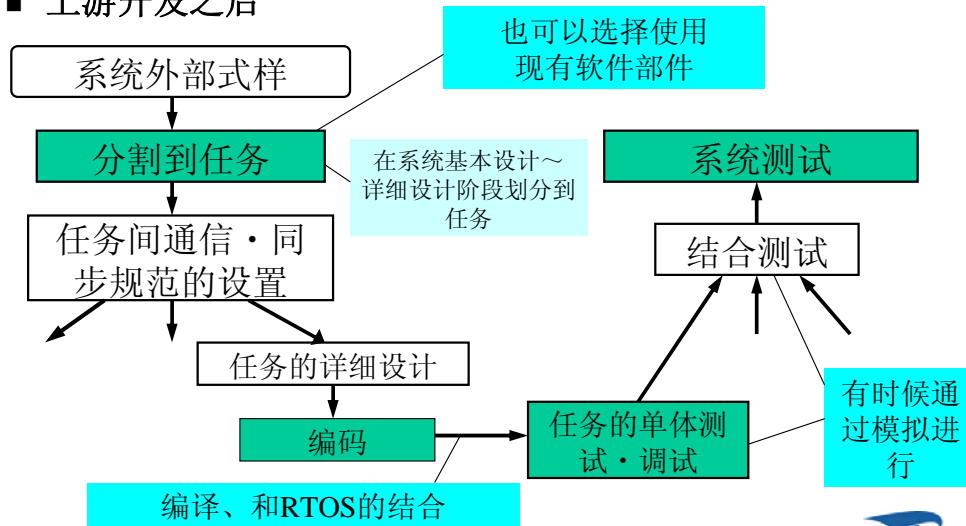 ▪ 上游开发之后
也可以选择使用
现有软件部件
系统外部式样
分割到任务
在系统基本设计～
详细设计阶段划分到
任务
系统测试
任务间通信·同
步规范的设置
结合测试
任务的详细设计
编码
任务的单体测
试·调试
有时候通
过模拟进
行
编译、和RTOS的结合